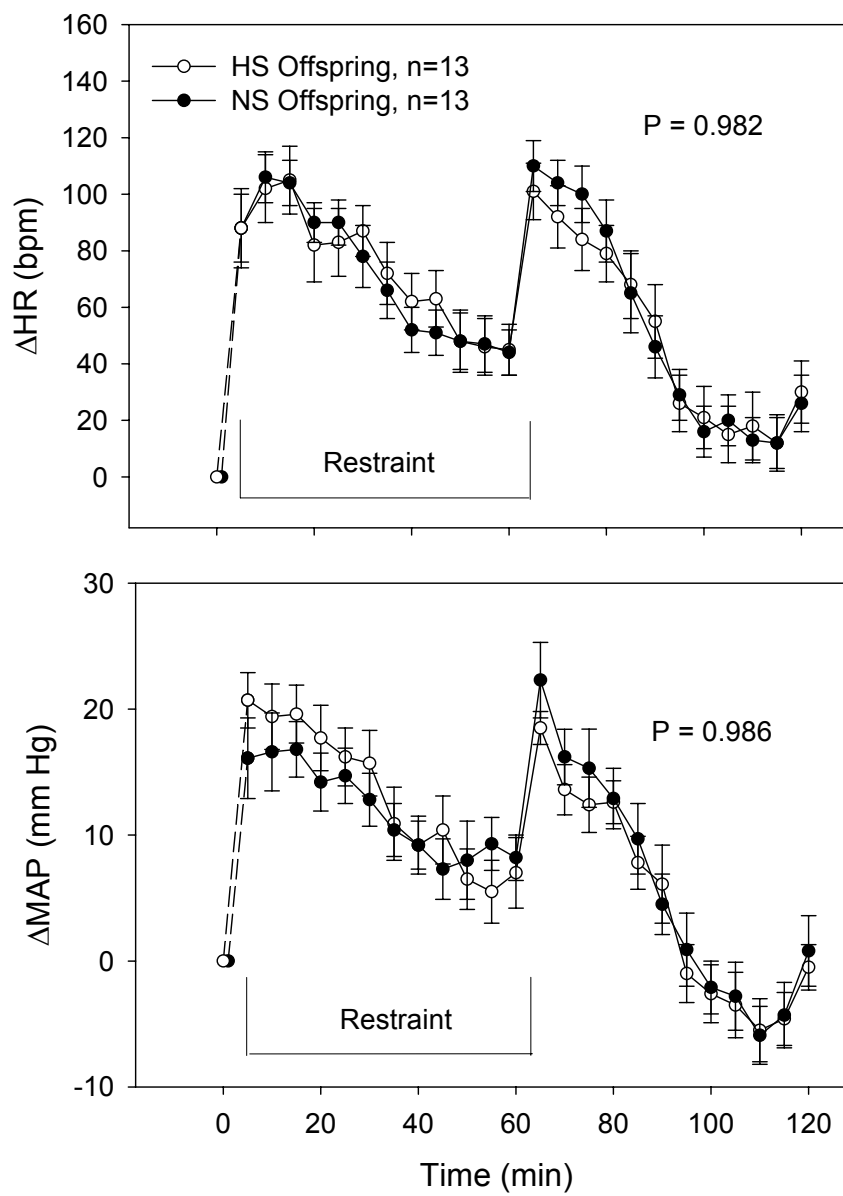 160
140
120
100
80
60
40
20
0
ΔHR (bpm)
HS Offspring, n=13
NS Offspring, n=13
P = 0.982
Restraint
30
20
10
0
-10
ΔMAP (mm Hg)
P = 0.986
Restraint
0 20 40 60 80 100 120
Time (min)